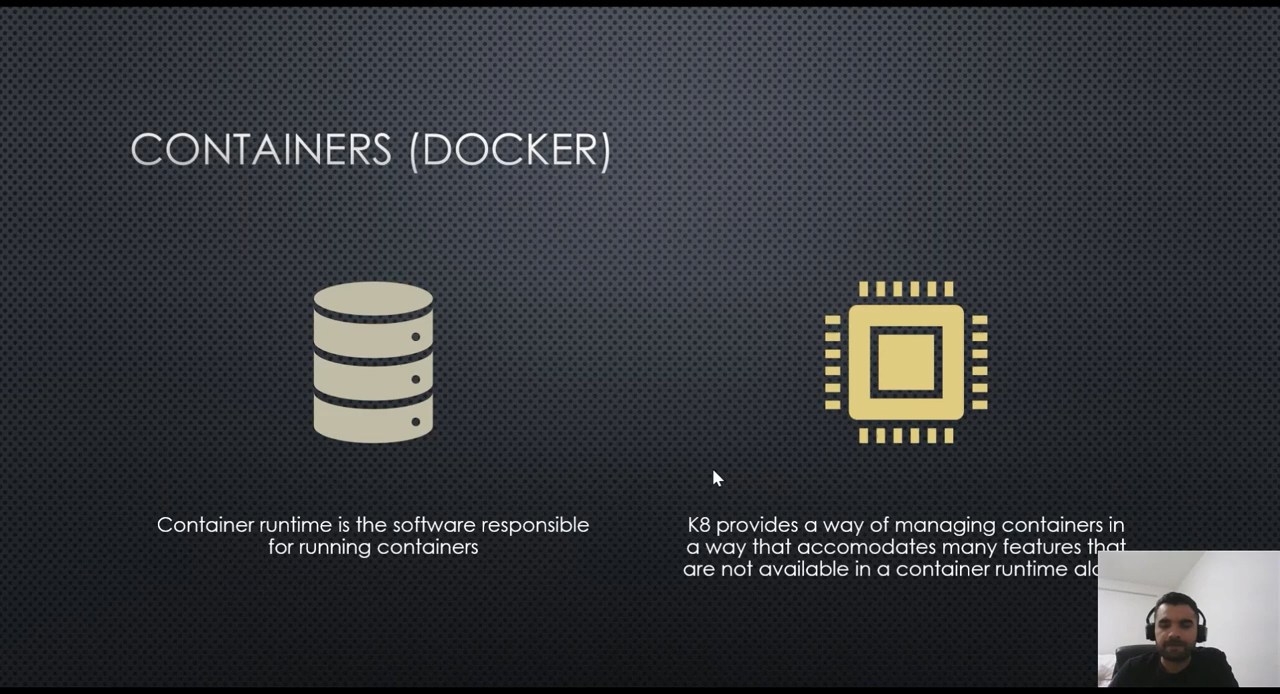 CONTAINERS (DOCKER)
Container runtime is the software responsible
for running containers
K8 provides a way of managing containers in
a way that accomodates many features that
are not available in a container runtime